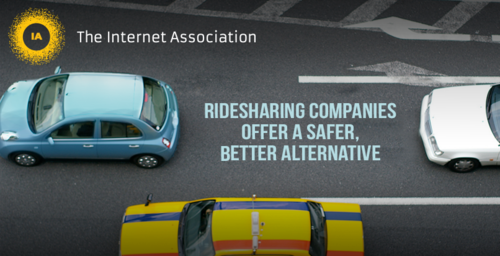 IA
The Internet Association
RIDESHARING COMPANIES
OFFER A SAFER,
BETTER ALTERNATIVE